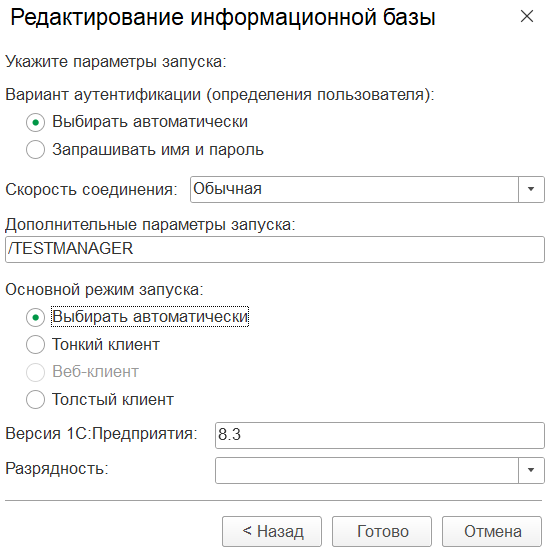 Редактирование информационной базы
Укажите параметры запуска:
Вариант аутентификации (определения пользователя):
Выбирать автоматически
Запрашивать имя и пароль
Скорость соединения: Обычная
Дополнительные параметры запуска:
/TESTMANAGER
Основной режим запуска:
Выбирать автоматически
Тонкий клиент
Веб-клиент
Толстый клиент
Версия 1С:Предприятия: 8.3
Разрядность:
< Назад Готово Отмена